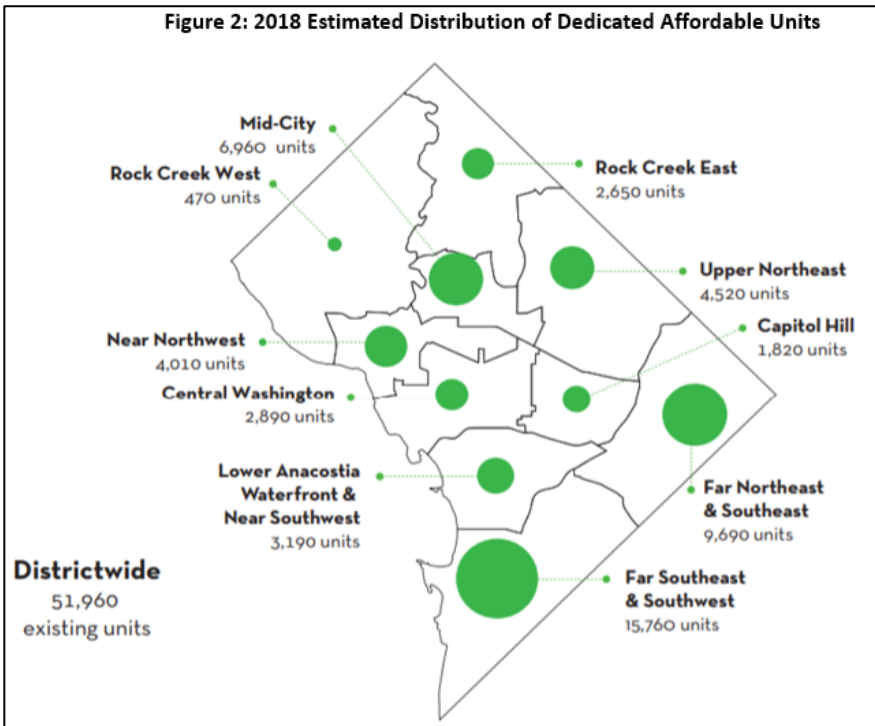 Figure 2: 2018 Estimated Distribution of Dedicated Affordable Units
Mid-City
6,960 units
Rock Creek West
470 units
Rock Creek East
2,650 units
Upper Northeast
4,520 units
Capitol Hill
1,820 units
Near Northwest
4,010 units
Central Washington
2,890 units
Lower Anacostia
Waterfront &
Near Southwest
3,190 units
Far Northeast
& Southeast
9,690 units
Districtwide
51,960
existing units
Far Southeast
& Southwest
15,760 units